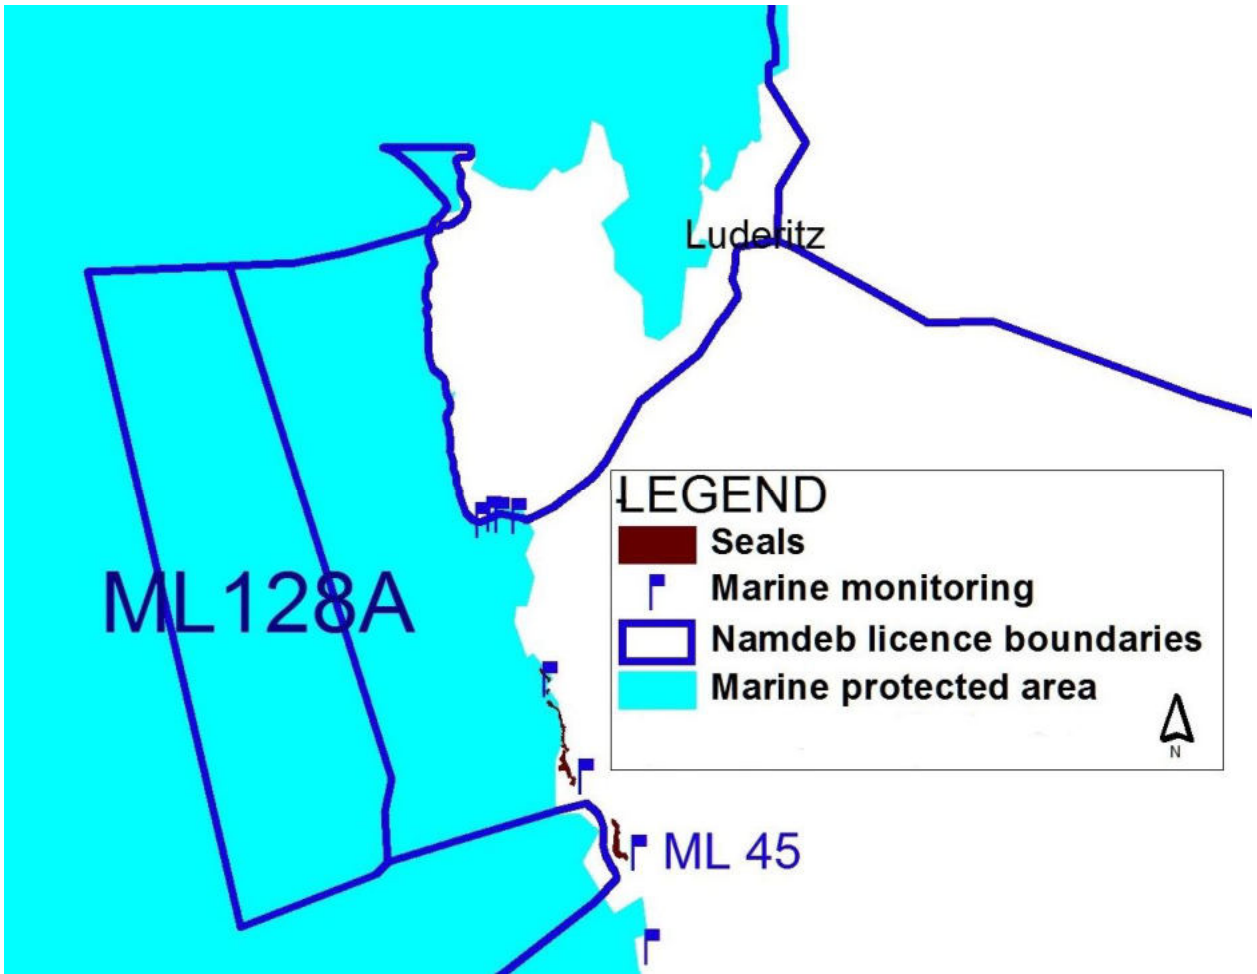 Luderitz
LEGEND
Seals
Marine monitoring
ML128A
Namdeb licence boundaries
Marine protected area
N
ML 45